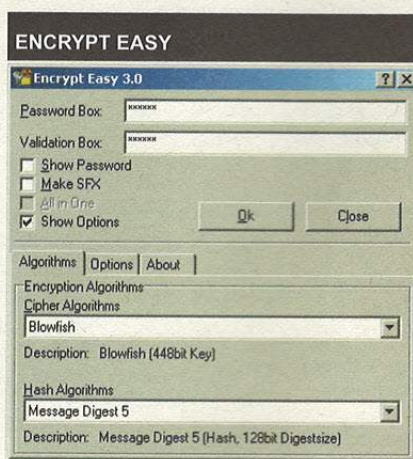 ENCRYPT EASY
Encrypt Easy 3.0
Password Box: ××××××
Validation Box: ××××××
Show Password
Make SFX
All in One
Show Options
Ok Close
Algorithms Options About
Encryption Algorithms
Cipher Algorithms
Blowfish
Description: Blowfish (448bit Key)
Hash Algorithms
Message Digest 5
Description: Message Digest 5 (Hash, 128bit Digestsize)